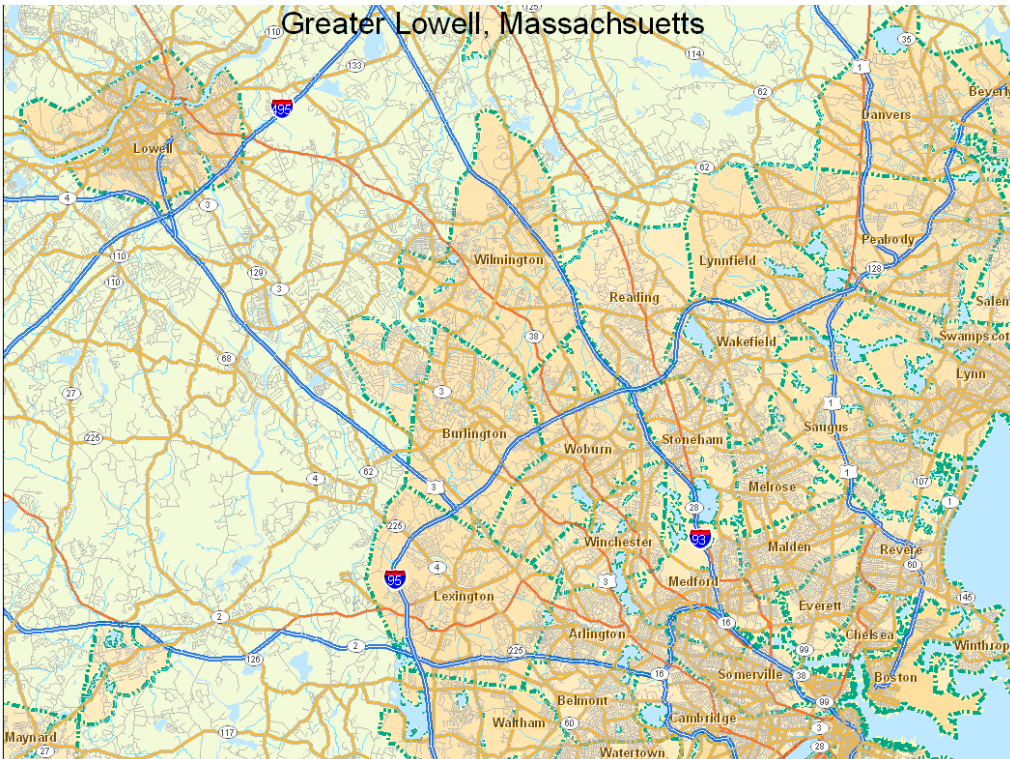 Greater Lowell, Massachsuetts
125
110
133
114
35
1
62
Beverly
Danvers
495
Lowell
62
4
3
Peabody
Wilmington
Lynnfield
128
110
129
110
3
Reading
Salem
38
Wakefield
Swampscot
68
Lynn
27
3
1
225
Burlington
Woburn
Stoneham
Saugus
62
1
4
3
Melrose
107
1
28
225
Winchester
93
Malden
Revere
95
4
3
Medford
60
Lexington
Everett
145
2
Arlington
16
Chelsea
126
2
225
99
Winthrop
16
Somerville
38
Boston
Belmont
99
Maynard
Waltham
60
Cambridge
3
27
117
Watertown
28